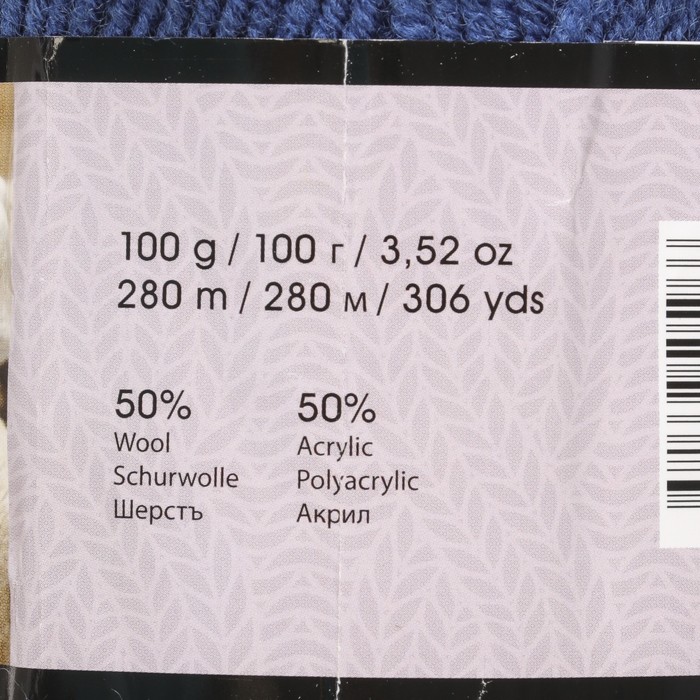 100 g / 100 г / 3,52 oz
280 m / 280 м / 306 yds
50%
Wool
Schurwolle
Шерстъ
50%
Acrylic
Polyacrylic
Акрил